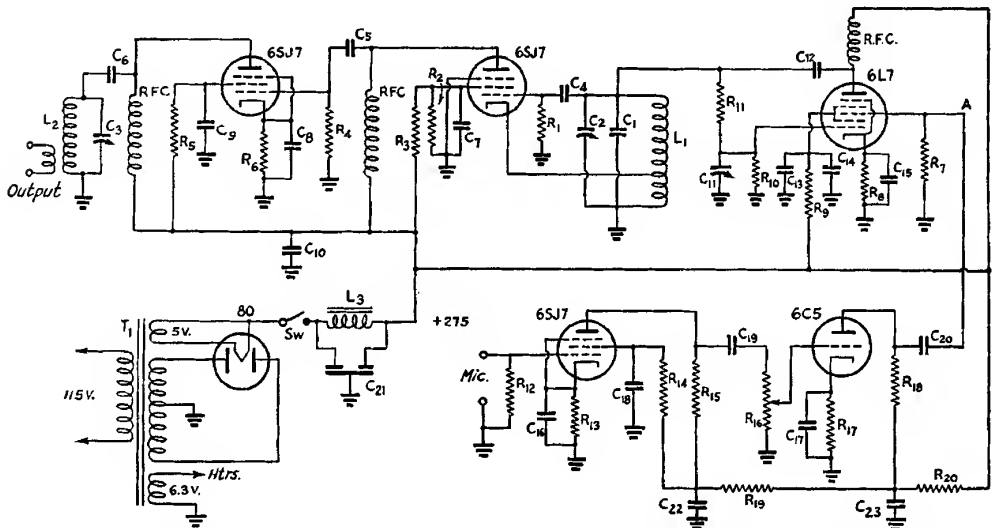 C5
6SJ7
6SJ7
R.F.C.
C6
C12
6L7
L2
C3
RFC
R5
C9
R6
C8
R4
RFC
R2
R3
C7
C4
R1
C2
C1
L1
R11
A
C11
R10
C13
C14
R9
R8
C15
R7
Output
C10
T1
80
5V.
Sw
L3
+275
C21
115V.
Htrs.
6.3V.
6SJ7
6C5
Mic.
R12
C16
R13
C18
R14
R15
C19
R16
C17
R17
R18
C20
C22
R19
C23
R20